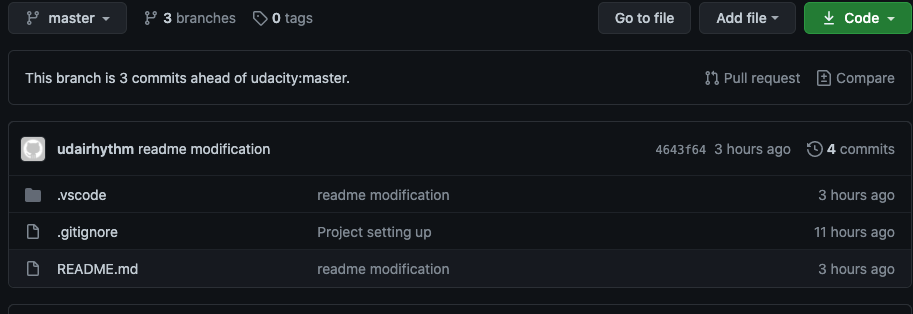 master 3 branches 0 tags Go to file Add file Code
This branch is 3 commits ahead of udacity:master. Pull request Compare
udairhythm readme modification 4643f64 3 hours ago 4 commits
.vscode readme modification 3 hours ago
.gitignore Project setting up 11 hours ago
README.md readme modification 3 hours ago